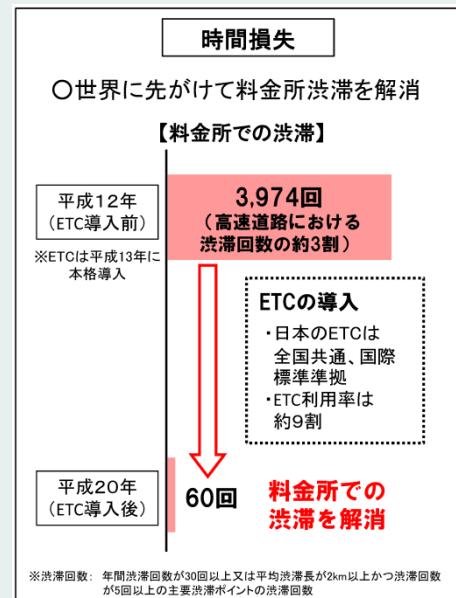 時間損失
○世界に先がけて料金所渋滞を解消
【料金所での渋滞】
平成12年
(ETC導入前)
3,974回
(高速道路における
渋滞回数の約3割)
※ETCは平成13年に
本格導入
ETCの導入
・日本のETCは
全国共通、国際
標準準拠
・ETC利用率は
約9割
平成20年
(ETC導入後)
60回
料金所での
渋滞を解消
※渋滞回数: 年間渋滞回数が30回以上又は平均渋滞長が2km以上かつ渋滞回数
が5回以上の主要渋滞ポイントの渋滞回数